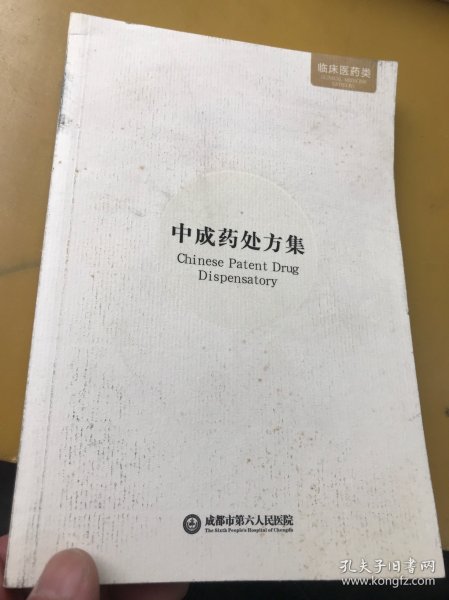 临床医药类
中成药处方集
Chinese Patent Drug
Dispensatory
成都市第六人民医院
The Sixth People's Hospital of Chengdu
孔夫子旧书网
www.kongfz.com